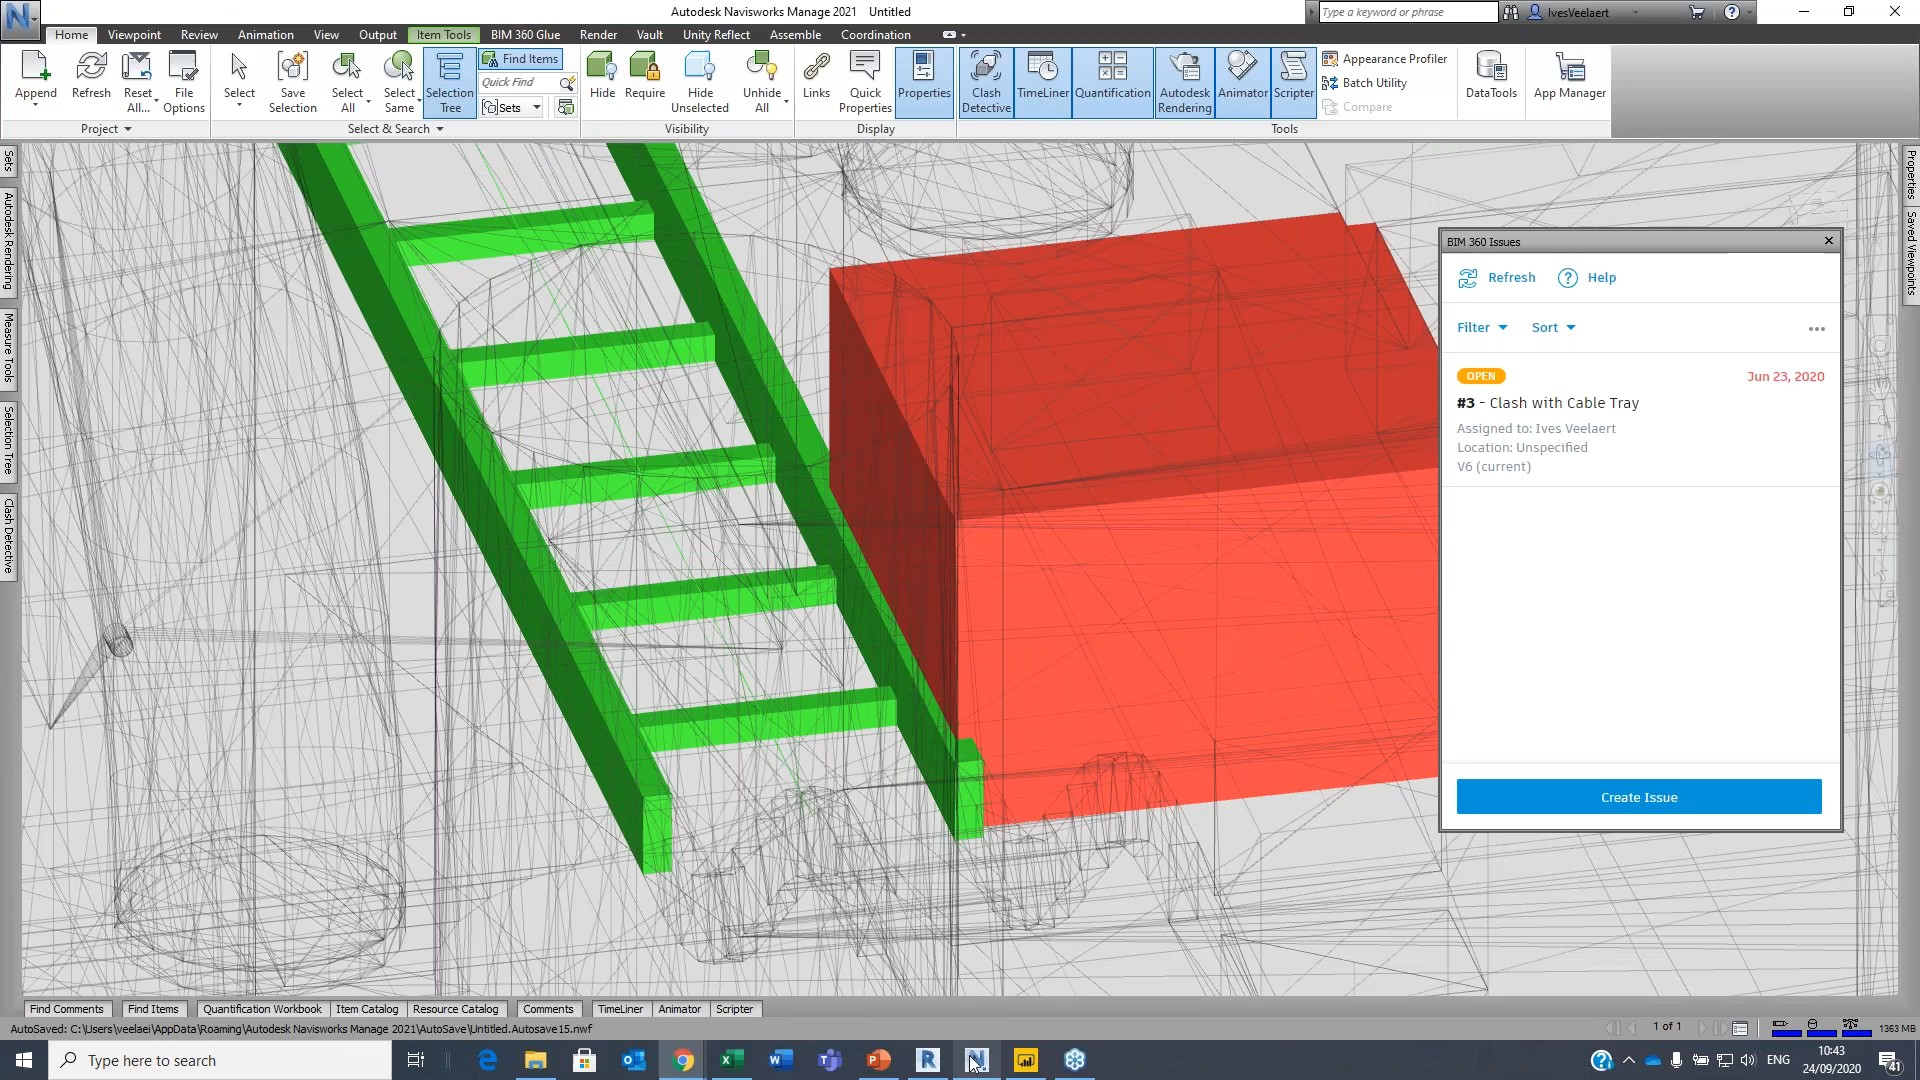 Autodesk Navisworks Manage 2021 Untitled
Type a keyword or phrase
IvesVeelaert
Home Viewpoint Review Animation View Output Item Tools BIM 360 Glue Render Vault Unity Reflect Assemble Coordination
Append
Refresh
Reset
All...
File
Options
Project
Select
Save
Selection
Select
All
Select
Same
Selection
Tree
Find Items
Quick Find
Sets
Select & Search
Hide
Require
Hide
Unselected
Unhide
All
Visibility
Links
Quick
Properties
Properties
Display
Clash
Detective
TimeLiner
Quantification
Autodesk
Rendering
Animator
Scripter
Appearance Profiler
Batch Utility
Compare
Tools
DataTools
App Manager
Sets
Autodesk Rendering
Measure Tools
Selection Tree
Clash Detective
Properties
Saved Viewpoints
BIM 360 Issues
Refresh
Help
Filter
Sort
OPEN
Jun 23, 2020
#3 - Clash with Cable Tray
Assigned to: Ives Veelaert
Location: Unspecified
V6 (current)
Create Issue
Find Comments Find Items Quantification Workbook Item Catalog Resource Catalog Comments TimeLiner Animator Scripter
AutoSaved: C:\Users\veelaei\AppData\Roaming\Autodesk Navisworks Manage 2021\AutoSave\Untitled.Autosave15.nwf
1 of 1
1363 MB
Type here to search
ENG
10:43
24/09/2020
41